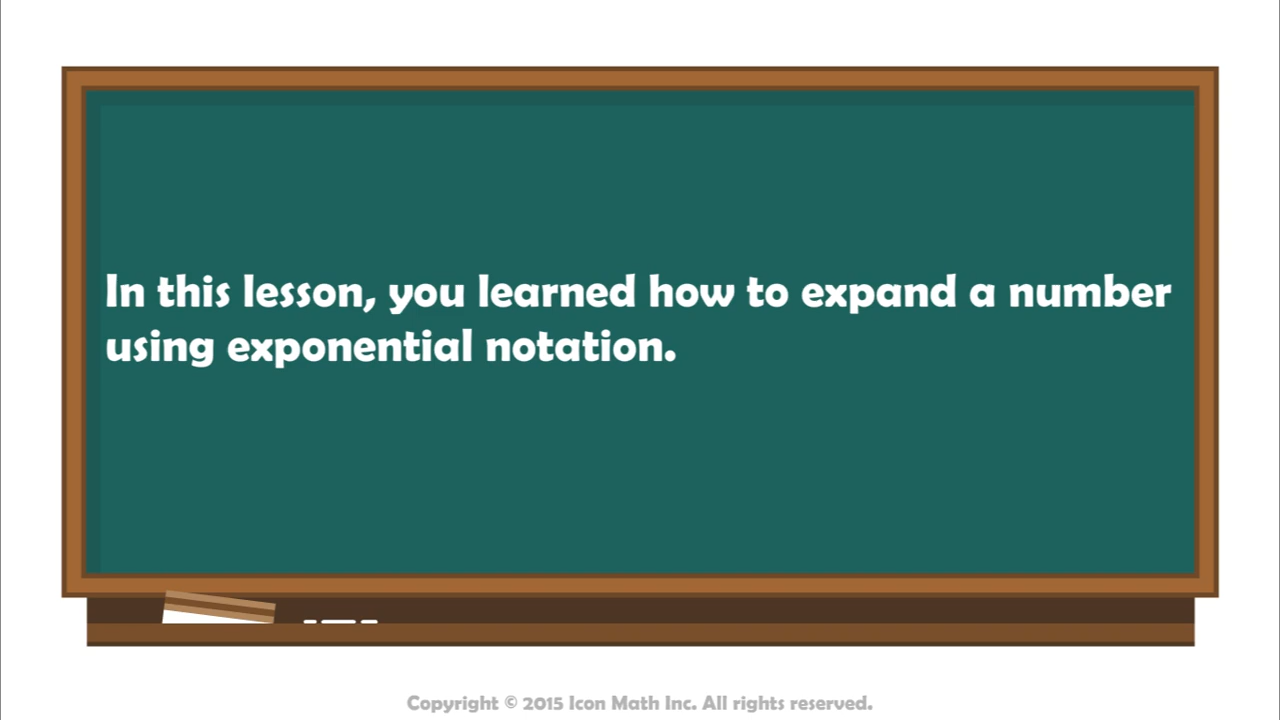 In this lesson, you learned how to expand a number
using exponential notation.
Copyright © 2015 Icon Math Inc. All rights reserved.